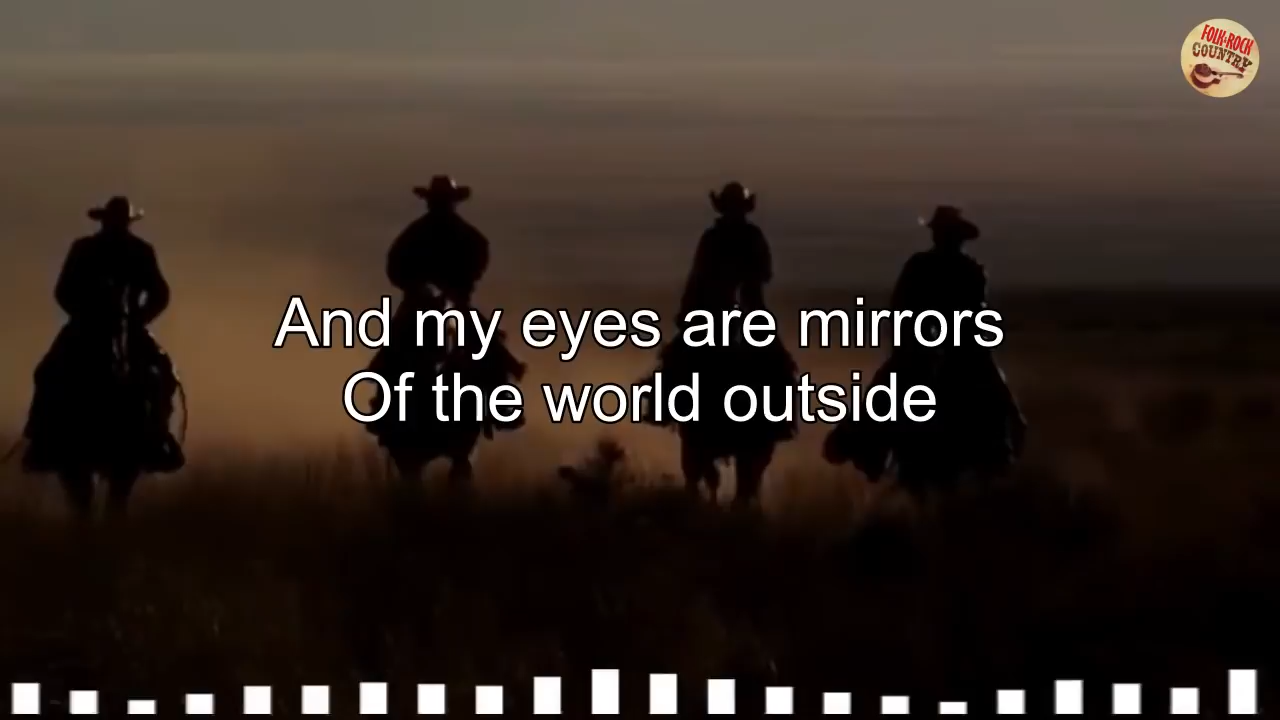 FOLK-ROCK
COUNTRY
And my eyes are mirrors
Of the world outside